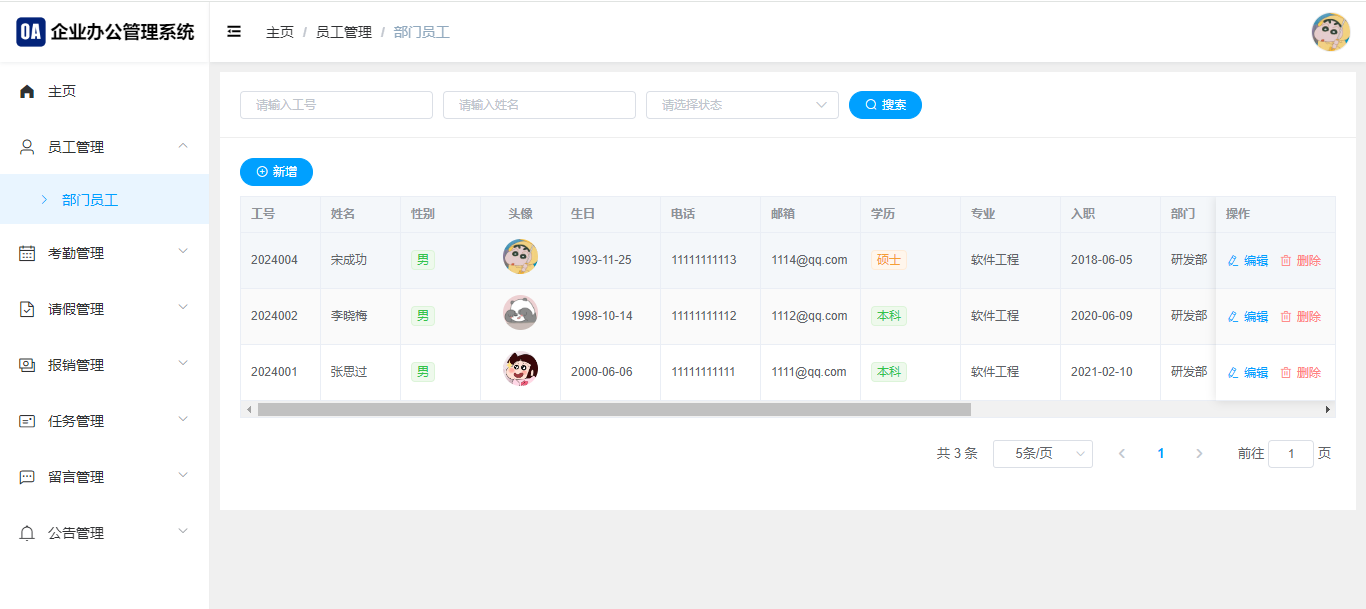 OA 企业办公管理系统
主页 / 员工管理 / 部门员工
主页
员工管理
部门员工
考勤管理
请假管理
报销管理
任务管理
留言管理
公告管理
请输入工号 请输入姓名 请选择状态 搜索
新增
工号 姓名 性别 头像 生日 电话 邮箱 学历 专业 入职 部门 操作
2024004 宋成功 男 1993-11-25 11111111113 1114@qq.com 硕士 软件工程 2018-06-05 研发部 编辑 删除
2024002 李晓梅 男 1998-10-14 11111111112 1112@qq.com 本科 软件工程 2020-06-09 研发部 编辑 删除
2024001 张思过 男 2000-06-06 11111111111 1111@qq.com 本科 软件工程 2021-02-10 研发部 编辑 删除
共 3 条 5条/页 1 前往 1 页